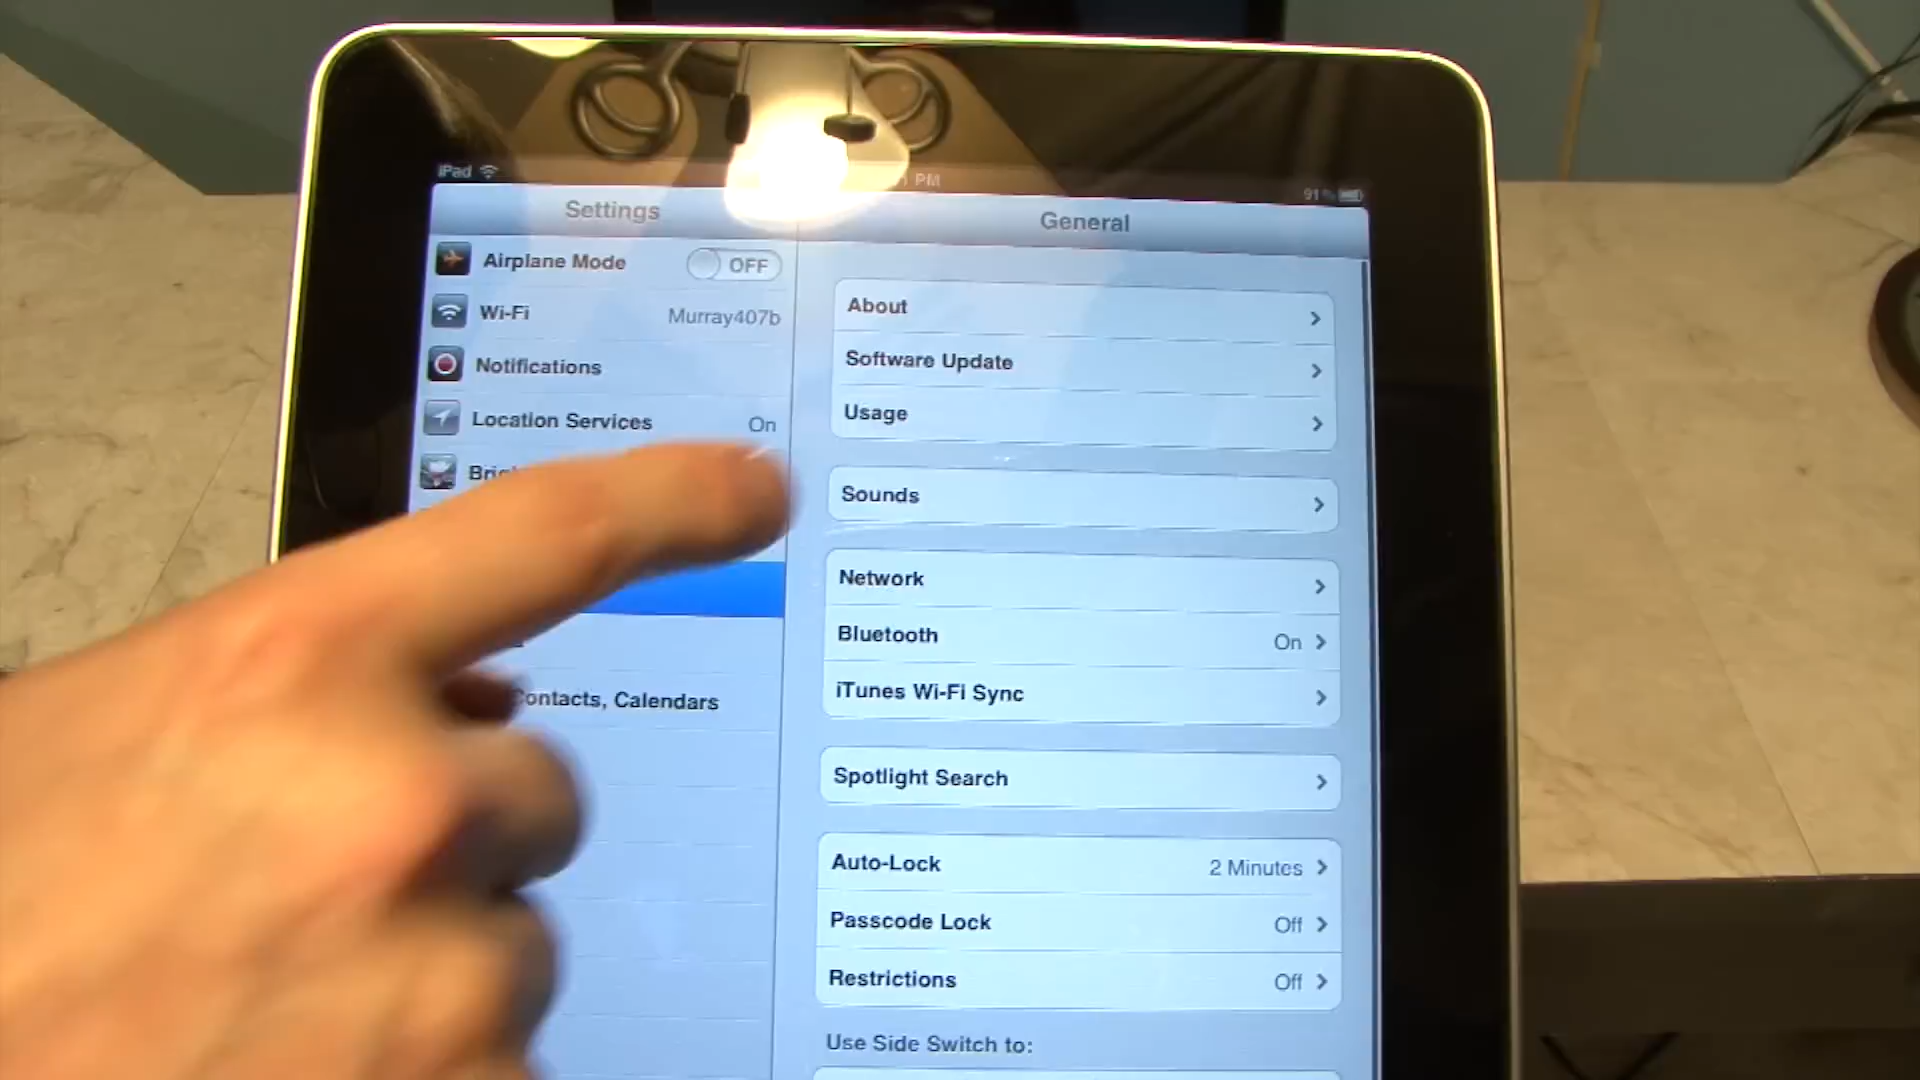 iPad
PM
91%
Settings
General
Airplane Mode
OFF
Wi-Fi
Murray407b
Notifications
Location Services
On
Contacts, Calendars
About
Software Update
Usage
Sounds
Network
Bluetooth
On
iTunes Wi-Fi Sync
Spotlight Search
Auto-Lock
2 Minutes
Passcode Lock
Off
Restrictions
Off
Use Side Switch to: